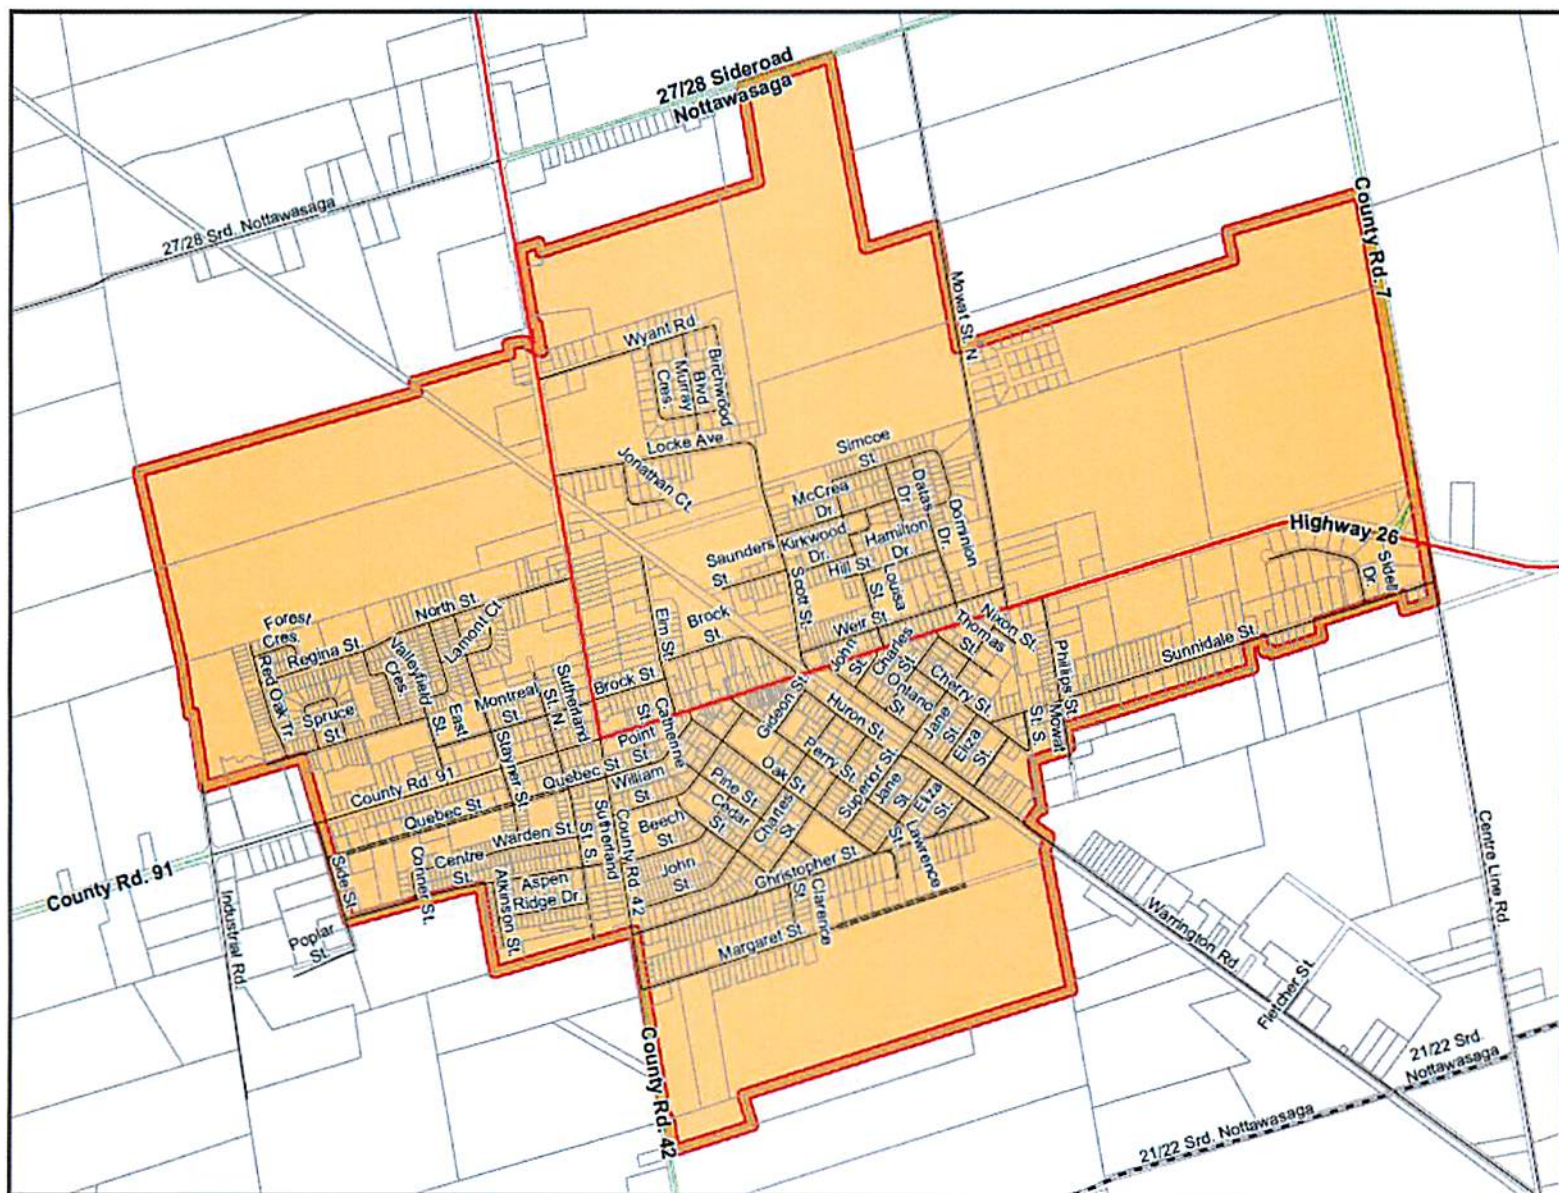 27/28 Sideroad
Nottawasaga
27/28 Srd. Nottawasaga
County Rd. 7
Mowat St. N.
Wyant Rd
Birchwood
Blvd
Murray
Cres.
Locke Ave
Jonathan Ct.
Simcoe
St.
McCrea
Dr.
Datas
Dr.
Dominion
Dr.
Kirkwood
Dr.
Hamilton
Dr.
Saunders
St.
Hill St.
Louisa
St.
Scott St.
Highway 26
Sidell
Dr.
North St.
Lamont Ct.
Forest
Cres.
Regina St.
Valleyfield
Cres.
Red Oak Tr.
Spruce
St.
Elm St.
Brock
St.
Weir St.
John
St.
Charles
St.
Thomas
St.
Nixon St.
Sunnidale St.
Phillips St.
Mowat
St. S.
Cherry St.
Ontario
St.
Jane
St.
Eliza
St.
Brock St.
Sutherland
St. N.
Montreal
St.
East
St.
Stayner St.
Catherine
St.
Point
Gideon St.
Huron St.
Perry St.
Superior St.
Jane
St.
Eliza
St.
Lawrence
St.
County Rd 91
Quebec St.
Quebec St.
William
St.
Pine St.
Cedar
St.
Oak
St.
Charles
St.
Beech
St.
John
St.
Warden St.
Centre
St.
Conner St.
Atkinson St.
Aspen
Ridge Dr.
Sutherland
St. S.
County Rd. 42
Christopher St.
Clarence
St.
Margaret St.
County Rd. 91
Side St.
Industrial Rd.
Poplar
St.
County Rd. 42
Warrington Rd.
Fletcher St.
Centre Line Rd.
21/22 Srd.
Nottawasaga
21/22 Srd. Nottawasaga